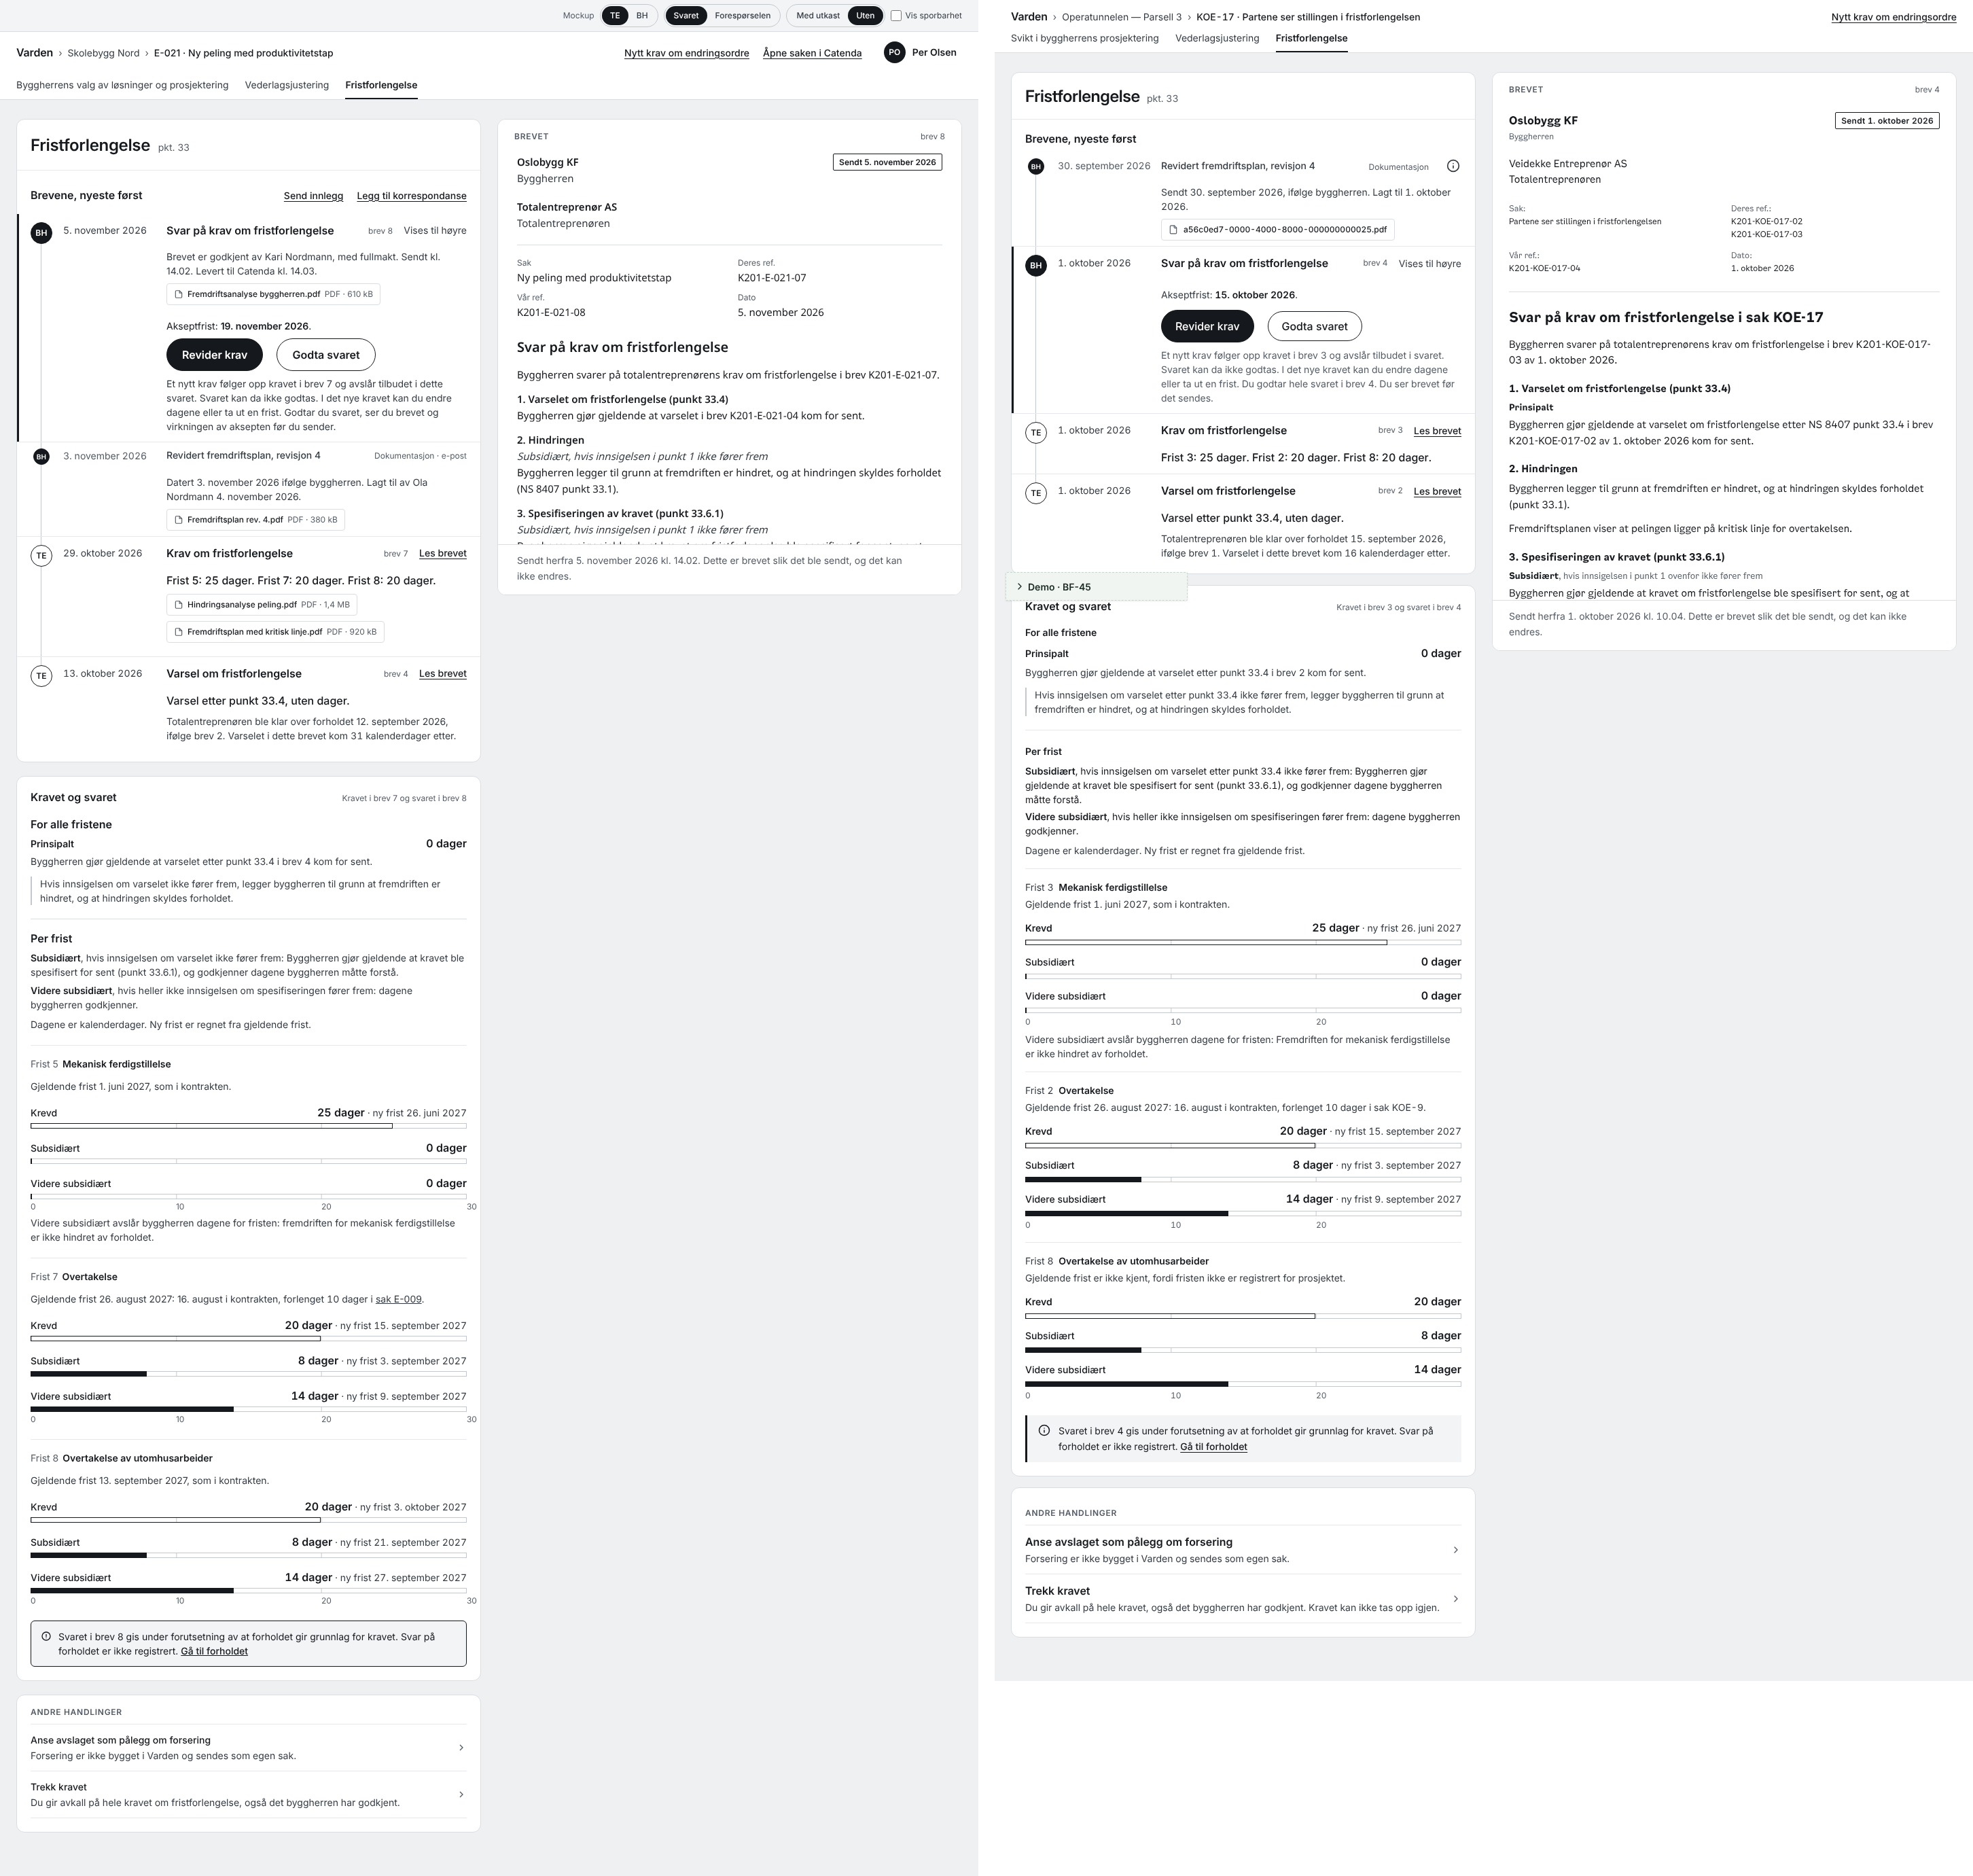 Mockup TE BH Svaret Forespørselen Med utkast Uten Vis sporbarhet
Varden › Skolebygg Nord › E-021 · Ny peling med produktivitetstap
Nytt krav om endringsordre Åpne saken i Catenda PO Per Olsen
Byggherrens valg av løsninger og prosjektering Vederlagsjustering Fristforlengelse
Fristforlengelse pkt. 33
Brevene, nyeste først Send innlegg Legg til korrespondanse
BH 5. november 2026 Svar på krav om fristforlengelse brev 8 Vises til høyre
Brevet er godkjent av Kari Nordmann, med fullmakt. Sendt kl.
14.02. Levert til Catenda kl. 14.03.
Fremdriftsanalyse byggherren.pdf PDF · 610 kB
Akseptfrist: 19. november 2026.
Revider krav Godta svaret
Et nytt krav følger opp kravet i brev 7 og avslår tilbudet i dette
svaret. Svaret kan da ikke godtas. I det nye kravet kan du endre
dagene eller ta ut en frist. Godtar du svaret, ser du brevet og
virkningen av aksepten før du sender.
BH 3. november 2026 Revidert fremdriftsplan, revisjon 4 Dokumentasjon · e-post
Datert 3. november 2026 ifølge byggherren. Lagt til av Ola
Nordmann 4. november 2026.
Fremdriftsplan rev. 4.pdf PDF · 380 kB
TE 29. oktober 2026 Krav om fristforlengelse brev 7 Les brevet
Frist 5: 25 dager. Frist 7: 20 dager. Frist 8: 20 dager.
Hindringsanalyse peling.pdf PDF · 1,4 MB
Fremdriftsplan med kritisk linje.pdf PDF · 920 kB
TE 13. oktober 2026 Varsel om fristforlengelse brev 4 Les brevet
Varsel etter punkt 33.4, uten dager.
Totalentreprenøren ble klar over forholdet 12. september 2026,
ifølge brev 2. Varselet i dette brevet kom 31 kalenderdager etter.
Kravet og svaret Kravet i brev 7 og svaret i brev 8
For alle fristene
Prinsipalt 0 dager
Byggherren gjør gjeldende at varselet etter punkt 33.4 i brev 4 kom for sent.
Hvis innsigelsen om varselet ikke fører frem, legger byggherren til grunn at fremdriften er
hindret, og at hindringen skyldes forholdet.
Per frist
Subsidiært, hvis innsigelsen om varselet ikke fører frem: Byggherren gjør gjeldende at kravet ble
spesifisert for sent (punkt 33.6.1), og godkjenner dagene byggherren måtte forstå.
Videre subsidiært, hvis heller ikke innsigelsen om spesifiseringen fører frem: dagene
byggherren godkjenner.
Dagene er kalenderdager. Ny frist er regnet fra gjeldende frist.
Frist 5 Mekanisk ferdigstillelse
Gjeldende frist 1. juni 2027, som i kontrakten.
Krevd 25 dager · ny frist 26. juni 2027
Subsidiært 0 dager
Videre subsidiært 0 dager
0 10 20 30
Videre subsidiært avslår byggherren dagene for fristen: fremdriften for mekanisk ferdigstillelse
er ikke hindret av forholdet.
Frist 7 Overtakelse
Gjeldende frist 26. august 2027: 16. august i kontrakten, forlenget 10 dager i sak E-009.
Krevd 20 dager · ny frist 15. september 2027
Subsidiært 8 dager · ny frist 3. september 2027
Videre subsidiært 14 dager · ny frist 9. september 2027
0 10 20 30
Frist 8 Overtakelse av utomhusarbeider
Gjeldende frist 13. september 2027, som i kontrakten.
Krevd 20 dager · ny frist 3. oktober 2027
Subsidiært 8 dager · ny frist 21. september 2027
Videre subsidiært 14 dager · ny frist 27. september 2027
0 10 20 30
Svaret i brev 8 gis under forutsetning av at forholdet gir grunnlag for kravet. Svar på
forholdet er ikke registrert. Gå til forholdet
ANDRE HANDLINGER
Anse avslaget som pålegg om forsering
Forsering er ikke bygget i Varden og sendes som egen sak.
Trekk kravet
Du gir avkall på hele kravet om fristforlengelse, også det byggherren har godkjent.
BREVET brev 8
Oslobygg KF Sendt 5. november 2026
Byggherren
Totalentreprenør AS
Totalentreprenøren
Sak Deres ref.
Ny peling med produktivitetstap K201-E-021-07
Vår ref. Dato
K201-E-021-08 5. november 2026
Svar på krav om fristforlengelse
Byggherren svarer på totalentreprenørens krav om fristforlengelse i brev K201-E-021-07.
1. Varselet om fristforlengelse (punkt 33.4)
Byggherren gjør gjeldende at varselet i brev K201-E-021-04 kom for sent.
2. Hindringen
Subsidiært, hvis innsigelsen i punkt 1 ikke fører frem
Byggherren legger til grunn at fremdriften er hindret, og at hindringen skyldes forholdet
(NS 8407 punkt 33.1).
3. Spesifiseringen av kravet (punkt 33.6.1)
Subsidiært, hvis innsigelsen i punkt 1 ikke fører frem
Sendt herfra 5. november 2026 kl. 14.02. Dette er brevet slik det ble sendt, og det kan
ikke endres.
Varden › Operatunnelen — Parsell 3 › KOE-17 · Partene ser stillingen i fristforlengelsen Nytt krav om endringsordre
Svikt i byggherrens prosjektering Vederlagsjustering Fristforlengelse
Fristforlengelse pkt. 33
Brevene, nyeste først
BH 30. september 2026 Revidert fremdriftsplan, revisjon 4 Dokumentasjon
Sendt 30. september 2026, ifølge byggherren. Lagt til 1. oktober
2026.
a56c0ed7-0000-4000-8000-000000000025.pdf
BH 1. oktober 2026 Svar på krav om fristforlengelse brev 4 Vises til høyre
Akseptfrist: 15. oktober 2026.
Revider krav Godta svaret
Et nytt krav følger opp kravet i brev 3 og avslår tilbudet i svaret.
Svaret kan da ikke godtas. I det nye kravet kan du endre dagene
eller ta ut en frist. Du godtar hele svaret i brev 4. Du ser brevet før
det sendes.
TE 1. oktober 2026 Krav om fristforlengelse brev 3 Les brevet
Frist 3: 25 dager. Frist 2: 20 dager. Frist 8: 20 dager.
TE 1. oktober 2026 Varsel om fristforlengelse brev 2 Les brevet
Varsel etter punkt 33.4, uten dager.
Totalentreprenøren ble klar over forholdet 15. september 2026,
ifølge brev 1. Varselet i dette brevet kom 16 kalenderdager etter.
Demo · BF-45
Kravet og svaret Kravet i brev 3 og svaret i brev 4
For alle fristene
Prinsipalt 0 dager
Byggherren gjør gjeldende at varselet etter punkt 33.4 i brev 2 kom for sent.
Hvis innsigelsen om varselet etter punkt 33.4 ikke fører frem, legger byggherren til grunn at
fremdriften er hindret, og at hindringen skyldes forholdet.
Per frist
Subsidiært, hvis innsigelsen om varselet etter punkt 33.4 ikke fører frem: Byggherren gjør
gjeldende at kravet ble spesifisert for sent (punkt 33.6.1), og godkjenner dagene byggherren
måtte forstå.
Videre subsidiært, hvis heller ikke innsigelsen om spesifiseringen fører frem: dagene byggherren
godkjenner.
Dagene er kalenderdager. Ny frist er regnet fra gjeldende frist.
Frist 3 Mekanisk ferdigstillelse
Gjeldende frist 1. juni 2027, som i kontrakten.
Krevd 25 dager · ny frist 26. juni 2027
Subsidiært 0 dager
Videre subsidiært 0 dager
0 10 20
Videre subsidiært avslår byggherren dagene for fristen: Fremdriften for mekanisk ferdigstillelse
er ikke hindret av forholdet.
Frist 2 Overtakelse
Gjeldende frist 26. august 2027: 16. august i kontrakten, forlenget 10 dager i sak KOE-9.
Krevd 20 dager · ny frist 15. september 2027
Subsidiært 8 dager · ny frist 3. september 2027
Videre subsidiært 14 dager · ny frist 9. september 2027
0 10 20
Frist 8 Overtakelse av utomhusarbeider
Gjeldende frist er ikke kjent, fordi fristen ikke er registrert for prosjektet.
Krevd 20 dager
Subsidiært 8 dager
Videre subsidiært 14 dager
0 10 20
Svaret i brev 4 gis under forutsetning av at forholdet gir grunnlag for kravet. Svar på
forholdet er ikke registrert. Gå til forholdet
ANDRE HANDLINGER
Anse avslaget som pålegg om forsering
Forsering er ikke bygget i Varden og sendes som egen sak.
Trekk kravet
Du gir avkall på hele kravet, også det byggherren har godkjent. Kravet kan ikke tas opp igjen.
BREVET brev 4
Oslobygg KF Sendt 1. oktober 2026
Byggherren
Veidekke Entreprenør AS
Totalentreprenøren
Sak: Deres ref.:
Partene ser stillingen i fristforlengelsen K201-KOE-017-02
K201-KOE-017-03
Vår ref.: Dato:
K201-KOE-017-04 1. oktober 2026
Svar på krav om fristforlengelse i sak KOE-17
Byggherren svarer på totalentreprenørens krav om fristforlengelse i brev K201-KOE-017-
03 av 1. oktober 2026.
1. Varselet om fristforlengelse (punkt 33.4)
Prinsipalt
Byggherren gjør gjeldende at varselet om fristforlengelse etter NS 8407 punkt 33.4 i brev
K201-KOE-017-02 av 1. oktober 2026 kom for sent.
2. Hindringen
Byggherren legger til grunn at fremdriften er hindret, og at hindringen skyldes forholdet
(punkt 33.1).
Fremdriftsplanen viser at pelingen ligger på kritisk linje for overtakelsen.
3. Spesifiseringen av kravet (punkt 33.6.1)
Subsidiært, hvis innsigelsen i punkt 1 ovenfor ikke fører frem
Byggherren gjør gjeldende at kravet om fristforlengelse ble spesifisert for sent, og at
Sendt herfra 1. oktober 2026 kl. 10.04. Dette er brevet slik det ble sendt, og det kan ikke
endres.